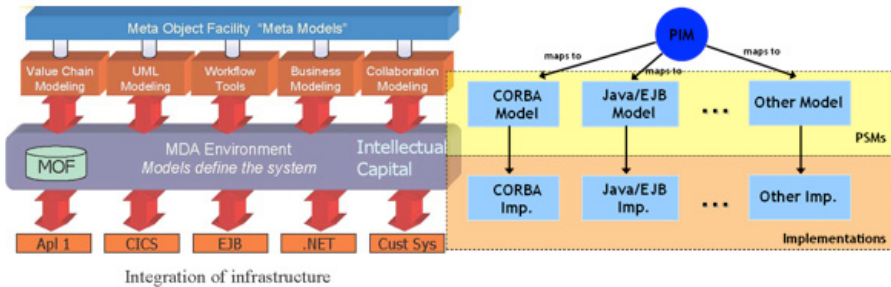 Meta Object Facility "Meta Models"
Value Chain
Modeling
UML
Modeling
Workflow
Tools
Business
Modeling
Collaboration
Modeling
MDA Environment
Models define the system
Intellectual
Capital
MOF
Apl 1
CICS
EJB
.NET
Cust Sys
Integration of infrastructure
PIM
maps to
maps to
maps to
CORBA
Model
Java/EJB
Model
...
Other Model
PSMs
CORBA
Imp.
Java/EJB
Imp.
...
Other Imp.
Implementations